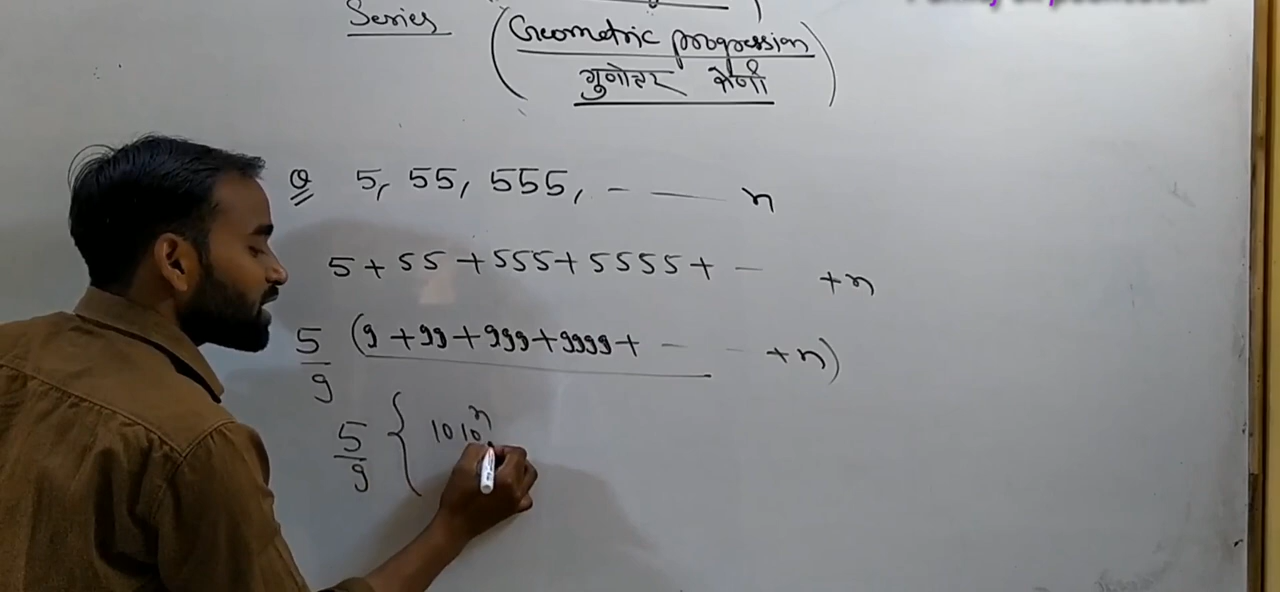 Series (Geometric progression)
गुनोत्तर श्रेणी
Q 5, 55, 555, - — n
5 + 55 + 555 + 5555 + — + n
5/9 (9 + 99 + 999 + 9999 + - - + n)
5/9 { 10 10^n